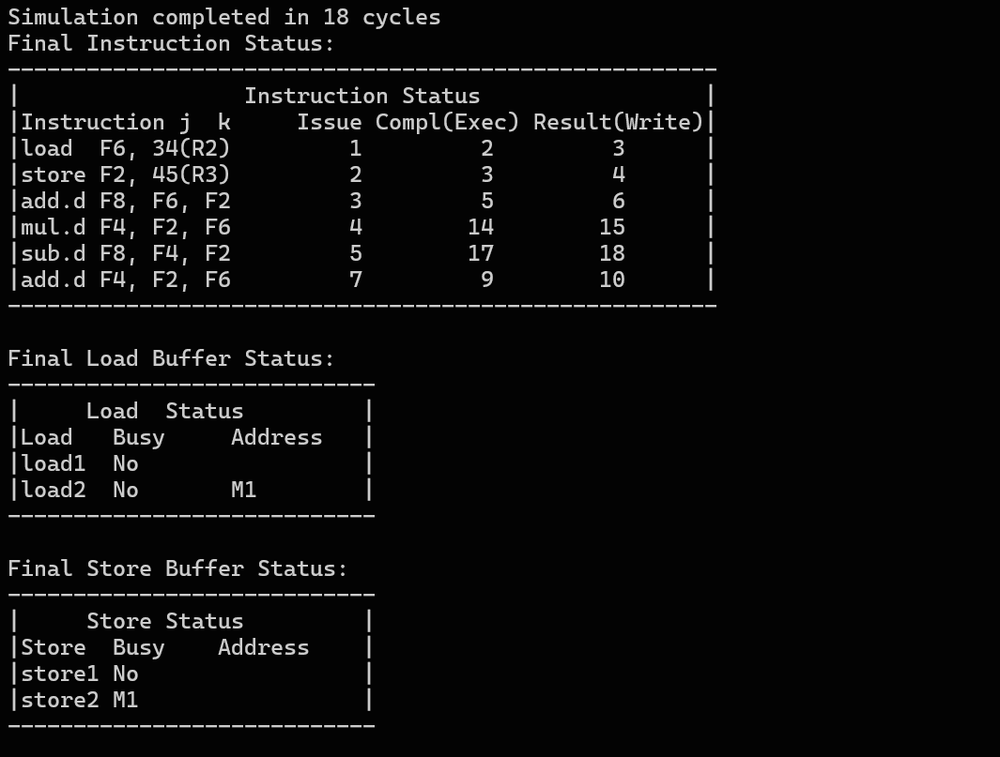 Simulation completed in 18 cycles
Final Instruction Status:
------------------------------------------------------
|                 Instruction Status                 |
|Instruction j  k     Issue Compl(Exec) Result(Write)|
|load  F6, 34(R2)         1         2         3      |
|store F2, 45(R3)         2         3         4      |
|add.d F8, F6, F2         3         5         6      |
|mul.d F4, F2, F6         4        14        15      |
|sub.d F8, F4, F2         5        17        18      |
|add.d F4, F2, F6         7         9        10      |
------------------------------------------------------

Final Load Buffer Status:
----------------------------
|     Load  Status         |
|Load   Busy     Address   |
|load1  No                 |
|load2  No       M1        |
----------------------------

Final Store Buffer Status:
----------------------------
|     Store Status         |
|Store  Busy    Address    |
|store1 No                 |
|store2 M1                 |
----------------------------